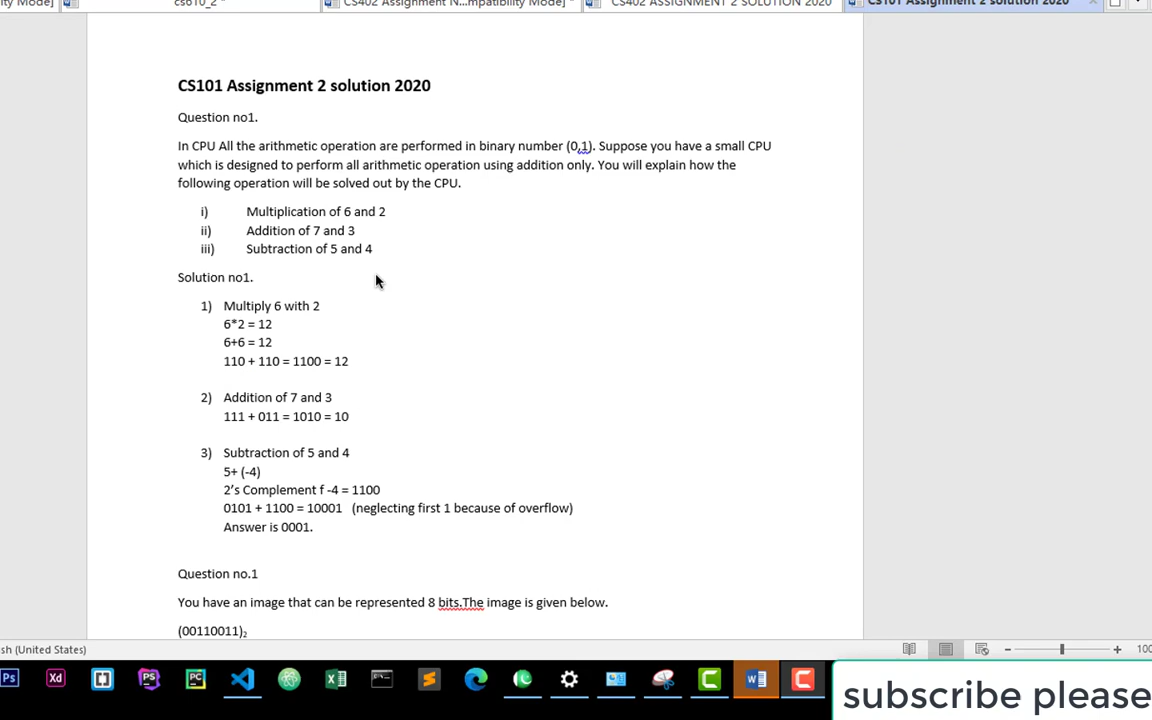 ty Mode]
cs610_2 *
CS402 Assignment N...mpatibility Mode] *
CS402 ASSIGNMENT 2 SOLUTION 2020
CS101 Assignment 2 solution 2020
CS101 Assignment 2 solution 2020
Question no1.
In CPU All the arithmetic operation are performed in binary number (0,1). Suppose you have a small CPU
which is designed to perform all arithmetic operation using addition only. You will explain how the
following operation will be solved out by the CPU.
i) Multiplication of 6 and 2
ii) Addition of 7 and 3
iii) Subtraction of 5 and 4
Solution no1.
1) Multiply 6 with 2
6*2 = 12
6+6 = 12
110 + 110 = 1100 = 12
2) Addition of 7 and 3
111 + 011 = 1010 = 10
3) Subtraction of 5 and 4
5+ (-4)
2’s Complement f -4 = 1100
0101 + 1100 = 10001 (neglecting first 1 because of overflow)
Answer is 0001.
Question no.1
You have an image that can be represented 8 bits.The image is given below.
(00110011)2
sh (United States)
100
Ps Xd PS PC W
subscribe please